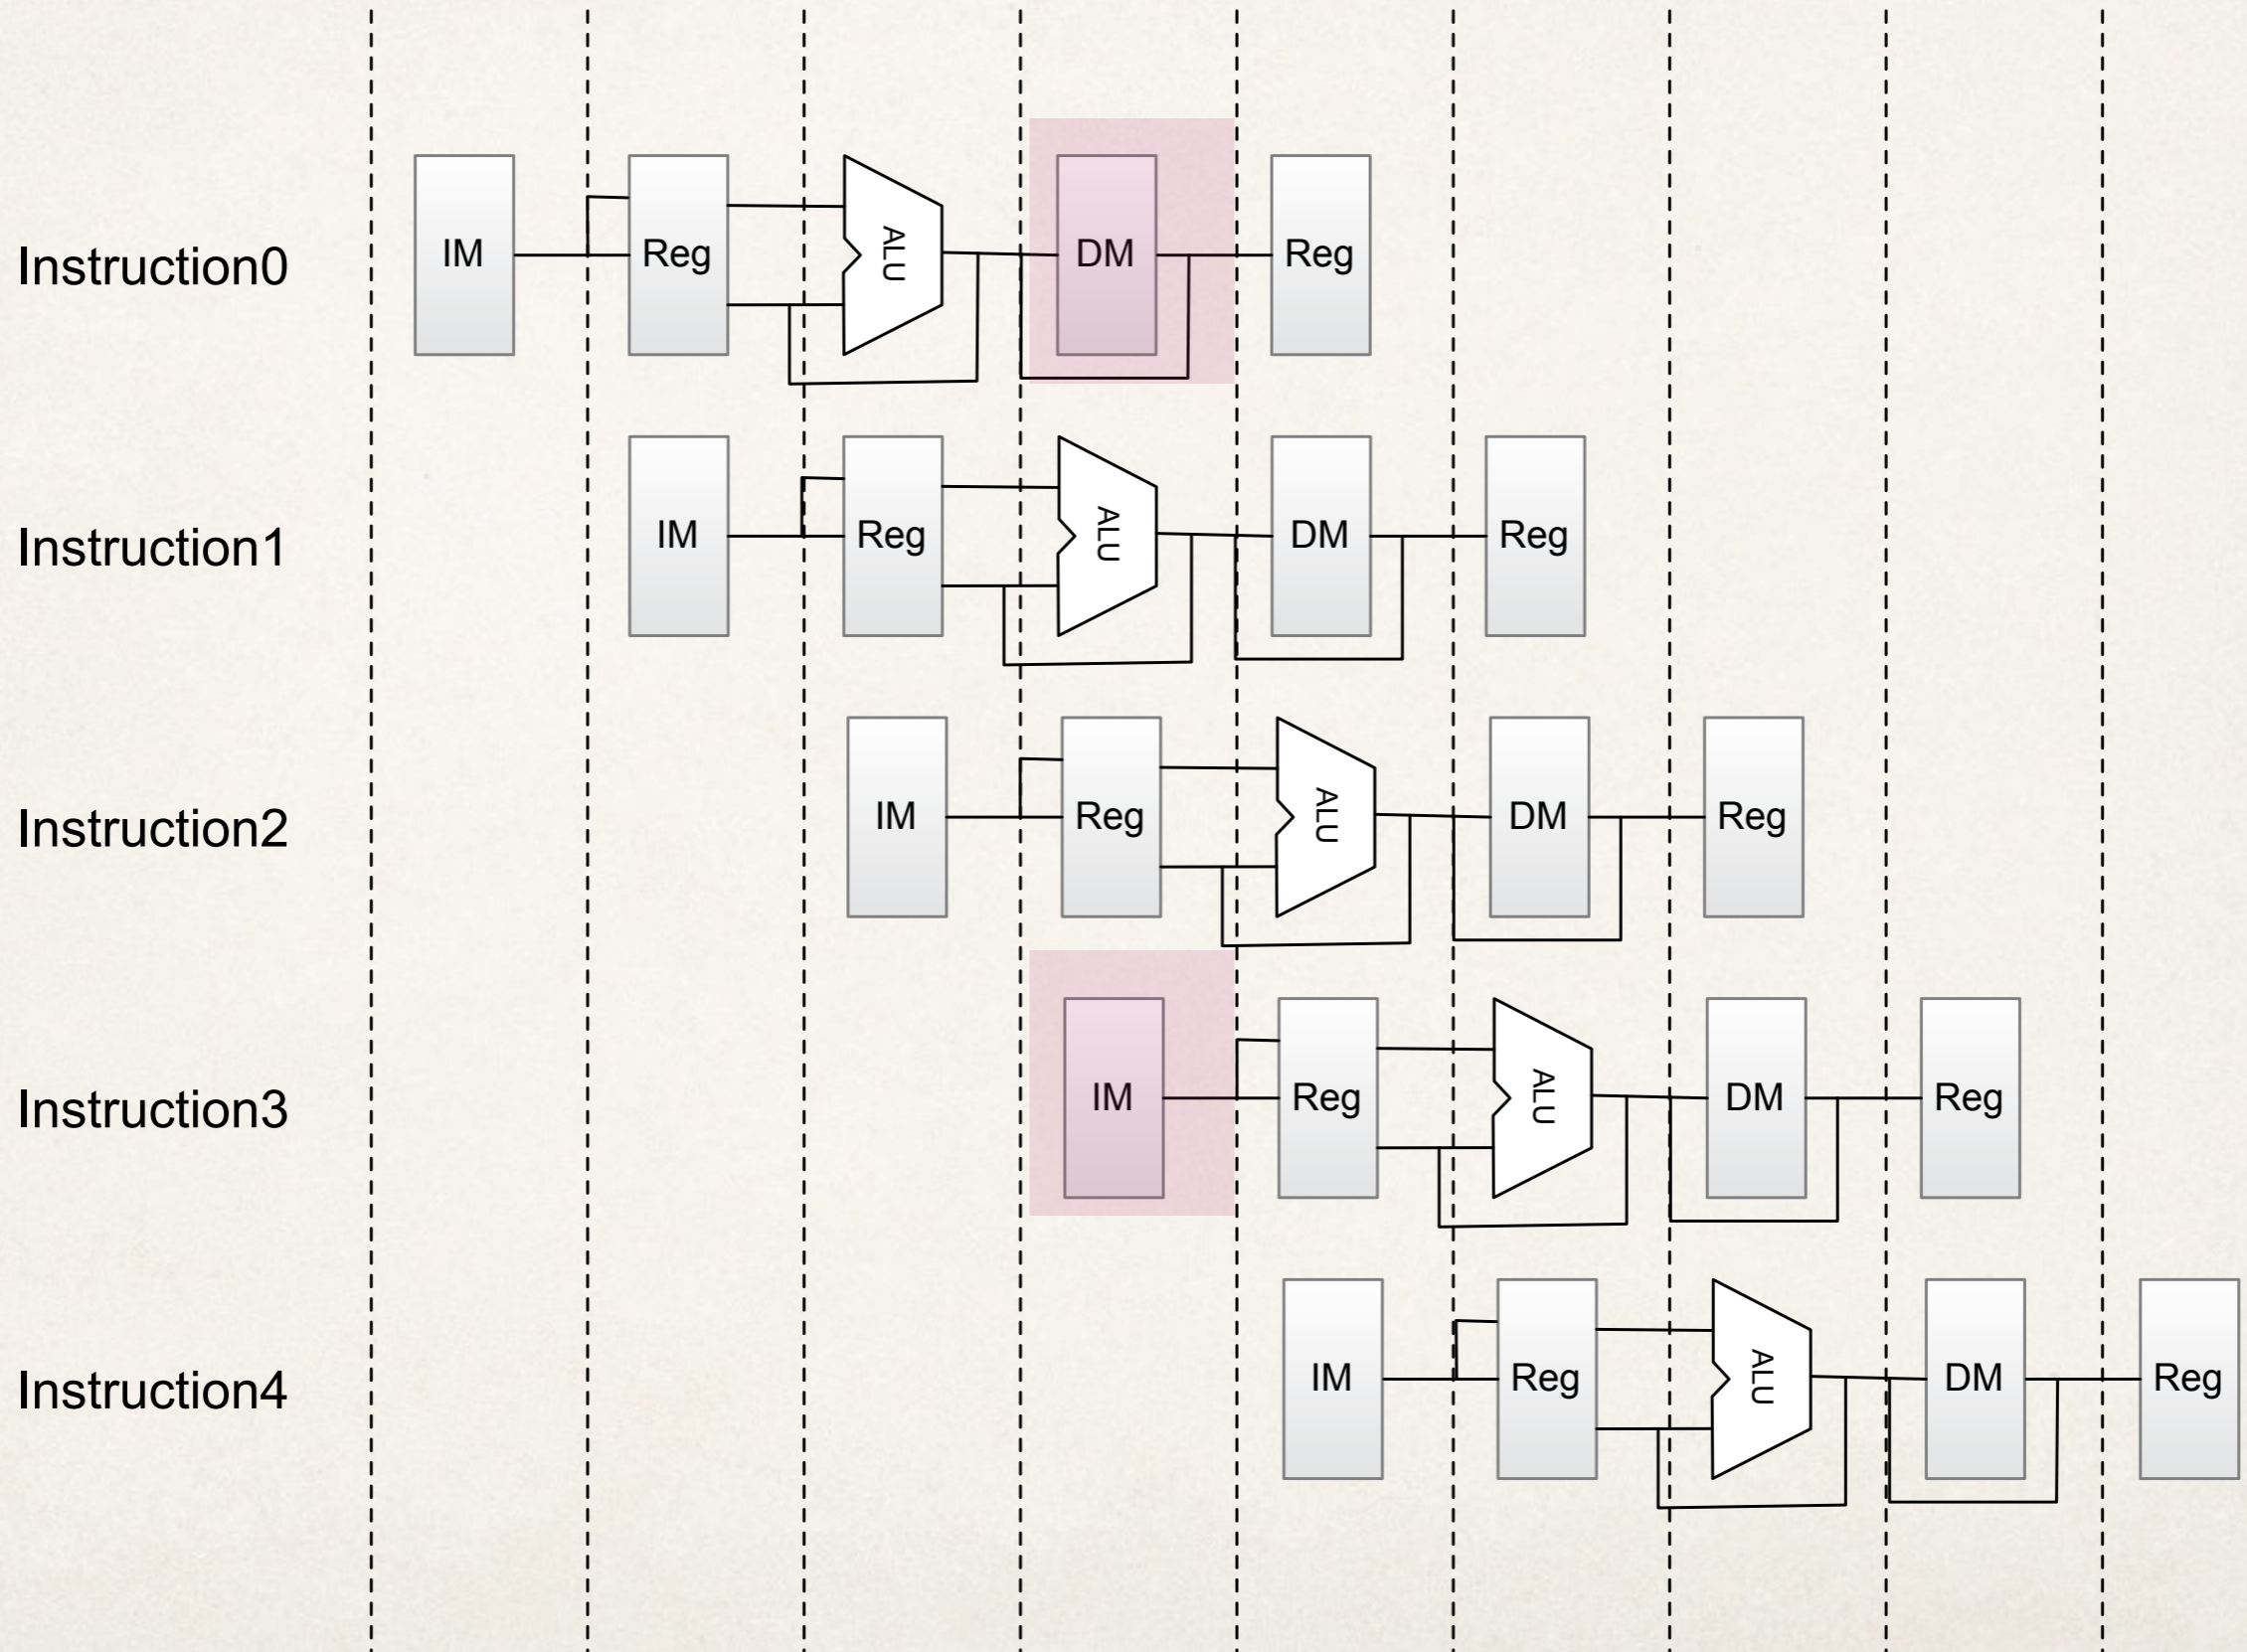 Instruction0 IM Reg ALU DM Reg
Instruction1 IM Reg ALU DM Reg
Instruction2 IM Reg ALU DM Reg
Instruction3 IM Reg ALU DM Reg
Instruction4 IM Reg ALU DM Reg